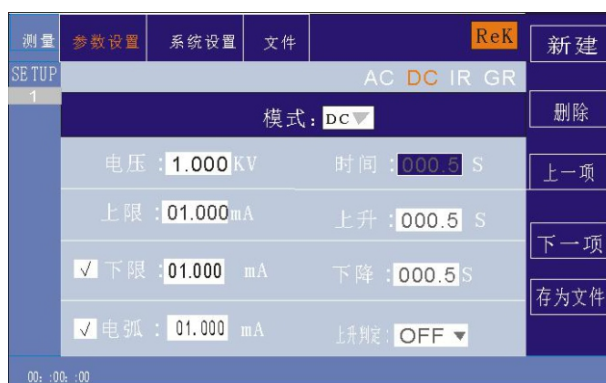 测量 参数设置 系统设置 文件 ReK 新建
SETUP AC DC IR GR
1 删除
模式: DC
电压: 1.000 KV 时间: 000.5 S 上一项
上限: 01.000 mA 上升: 000.5 S
下一项
√ 下限: 01.000 mA 下降: 000.5 S
存为文件
√ 电弧: 01.000 mA 上升判定: OFF
00: :00: :00